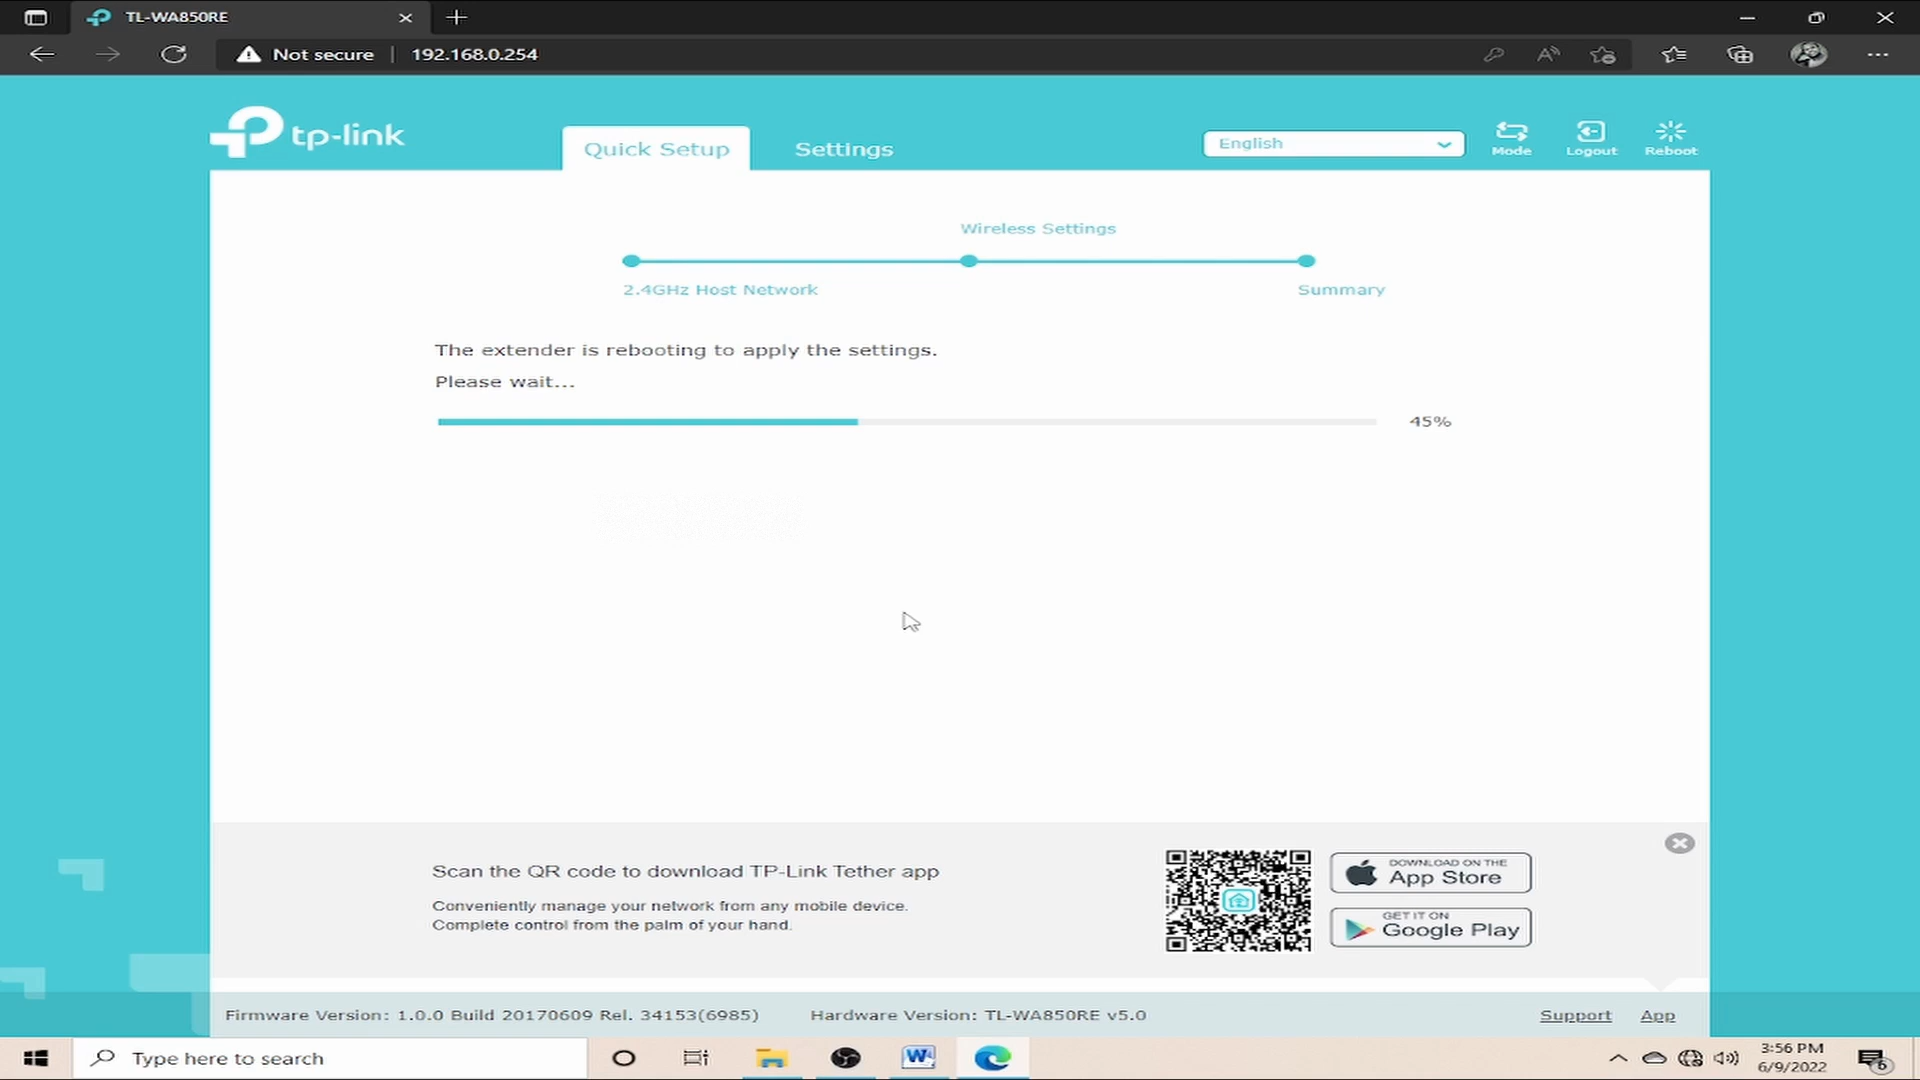 TL-WA850RE
Not secure
192.168.0.254
tp-link
Quick Setup
Settings
English
Mode
Logout
Reboot
Wireless Settings
2.4GHz Host Network
Summary
The extender is rebooting to apply the settings.
Please wait...
45%
Scan the QR code to download TP-Link Tether app
Conveniently manage your network from any mobile device.
Complete control from the palm of your hand.
DOWNLOAD ON THE
App Store
GET IT ON
Google Play
Firmware Version: 1.0.0 Build 20170609 Rel. 34153(6985)
Hardware Version: TL-WA850RE v5.0
Support
App
Type here to search
3:56 PM
6/9/2022
6